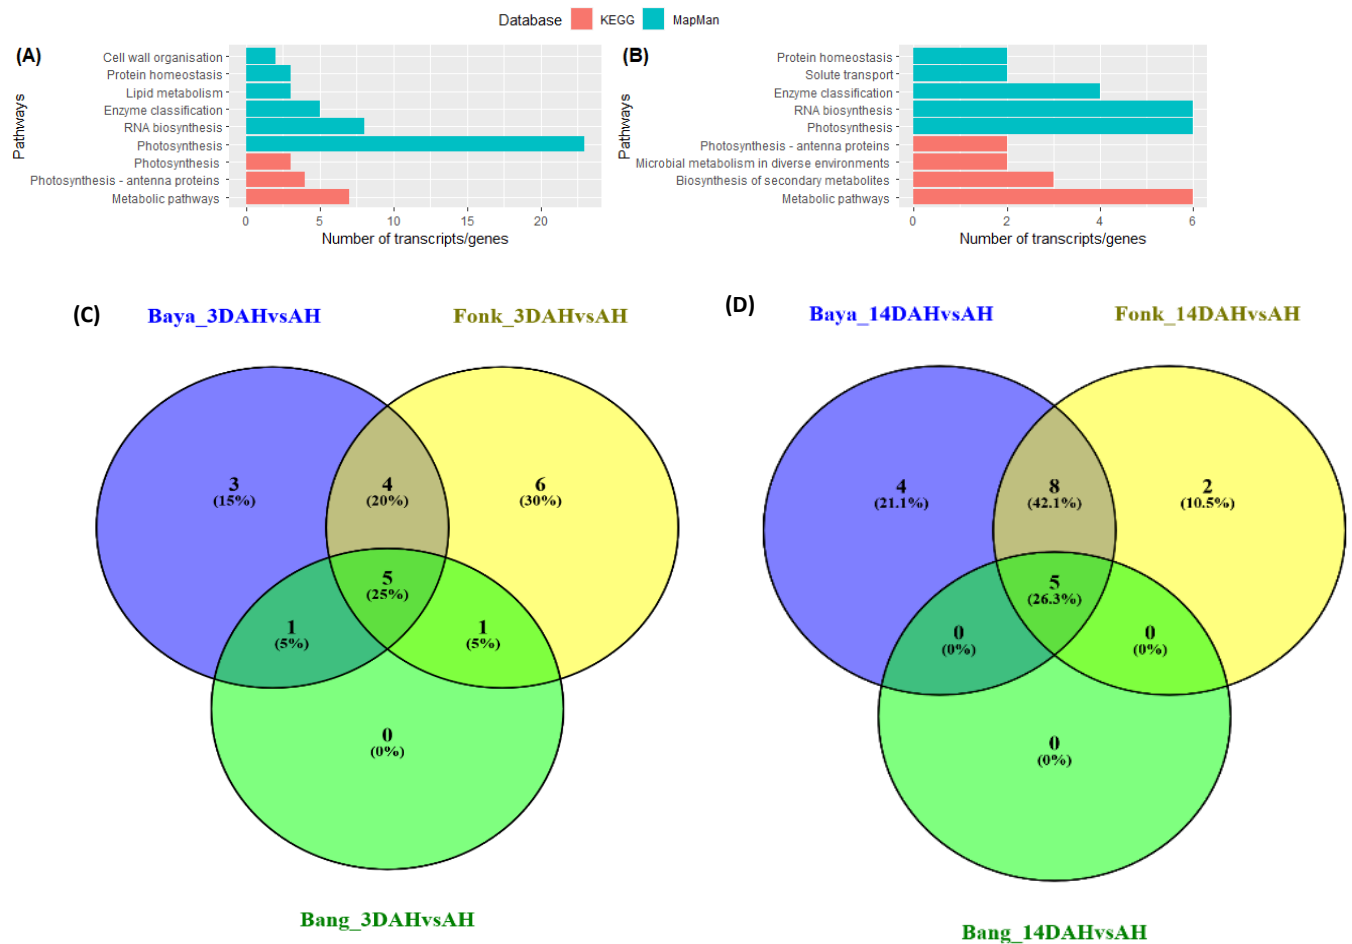 Database KEGG MapMan
(A)
Pathways
Cell wall organisation
Protein homeostasis
Lipid metabolism
Enzyme classification
RNA biosynthesis
Photosynthesis
Photosynthesis
Photosynthesis - antenna proteins
Metabolic pathways
0 5 10 15 20
Number of transcripts/genes
(B)
Pathways
Protein homeostasis
Solute transport
Enzyme classification
RNA biosynthesis
Photosynthesis
Photosynthesis - antenna proteins
Microbial metabolism in diverse environments
Biosynthesis of secondary metabolites
Metabolic pathways
0 2 4 6
Number of transcripts/genes
(C)
Baya_3DAHvsAH Fonk_3DAHvsAH
3 4 6
(15%) (20%) (30%)
5
(25%)
1 1
(5%) (5%)
0
(0%)
Bang_3DAHvsAH
(D)
Baya_14DAHvsAH Fonk_14DAHvsAH
4 8 2
(21.1%) (42.1%) (10.5%)
5
(26.3%)
0 0
(0%) (0%)
0
(0%)
Bang_14DAHvsAH